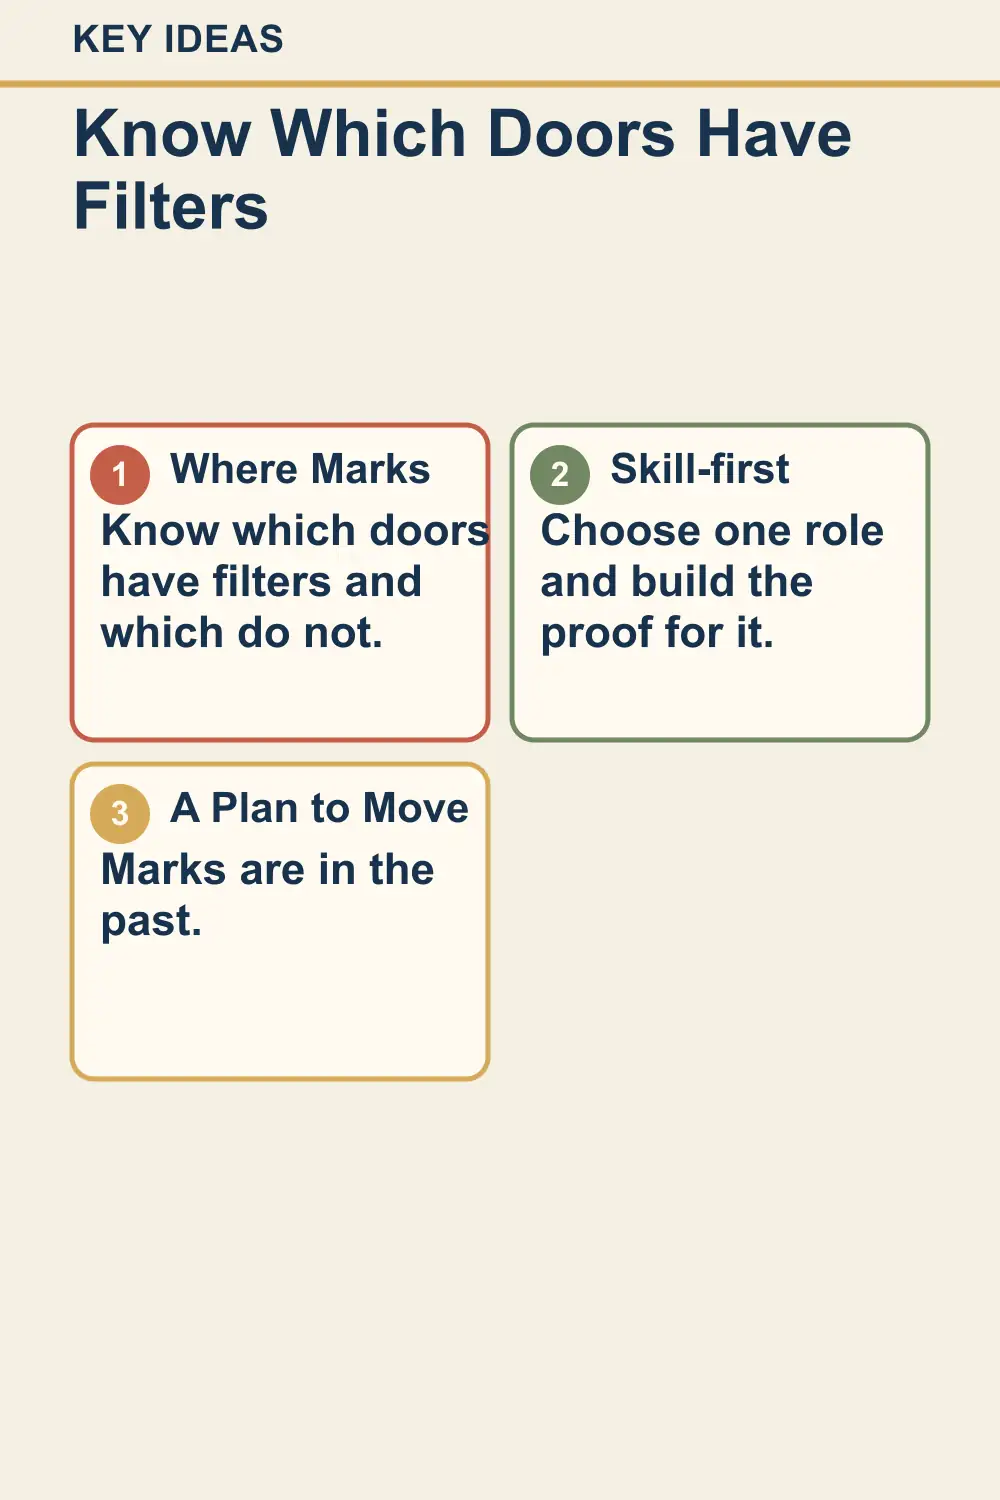 KEY IDEAS
Know Which Doors Have
Filters
1 Where Marks
Know which doors
have filters and
which do not.
2 Skill-first
Choose one role
and build the
proof for it.
3 A Plan to Move
Marks are in the
past.